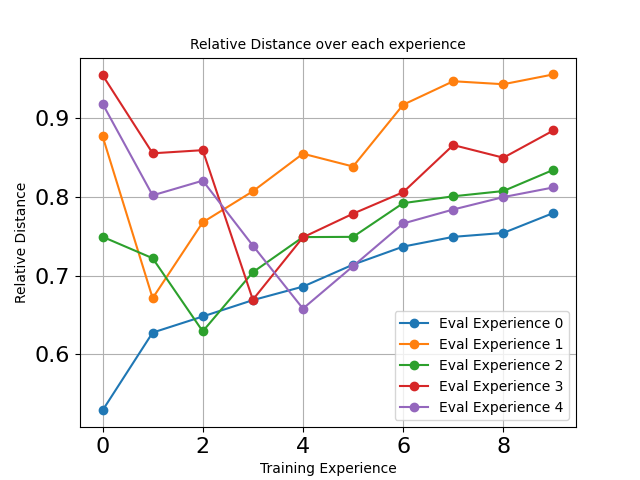 Relative Distance over each experience
Relative Distance
0.9
0.8
0.7
0.6
0
2
4
6
8
Training Experience
Eval Experience 0
Eval Experience 1
Eval Experience 2
Eval Experience 3
Eval Experience 4